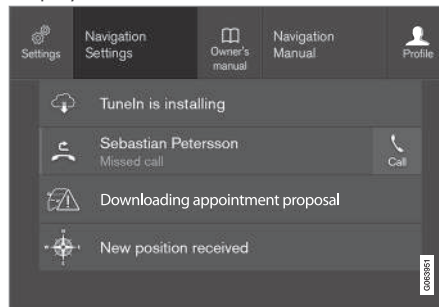 Settings
Navigation
Settings
Owner's
manual
Navigation
Manual
Profile
TuneIn is installing
Sebastian Petersson
Missed call
Call
Downloading appointment proposal
New position received
G063951